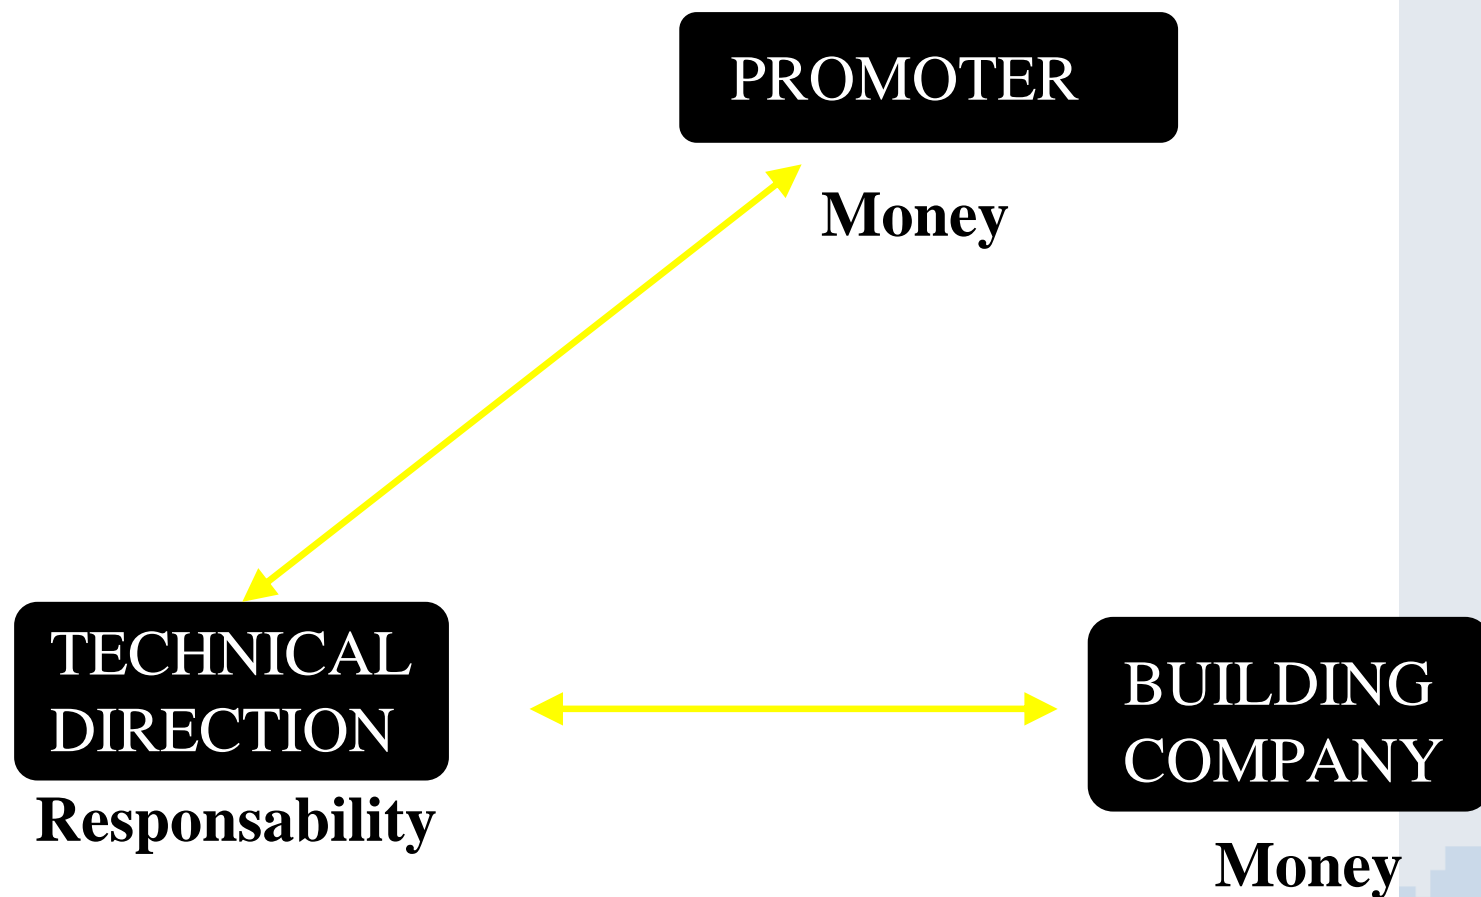 PROMOTER
Money
TECHNICAL
DIRECTION
Responsability
BUILDING
COMPANY
Money